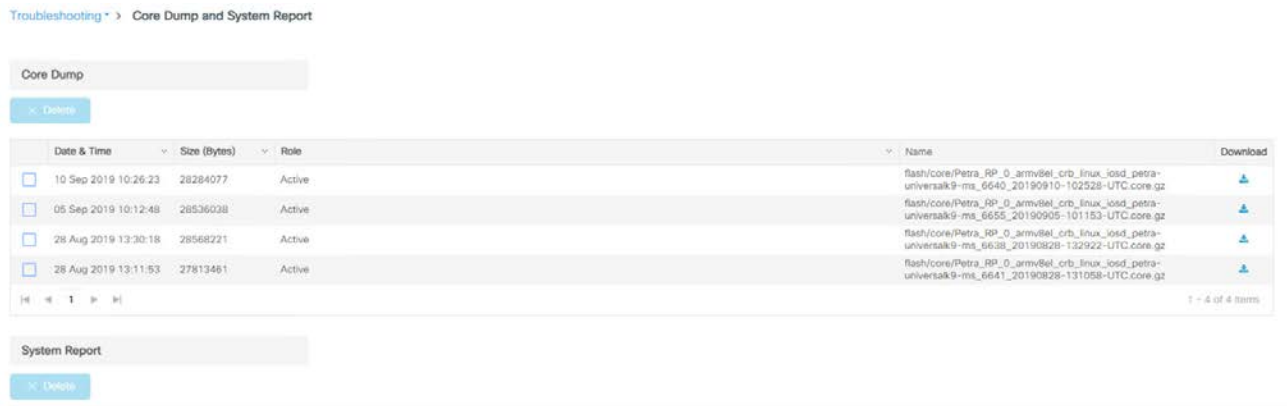 Troubleshooting > Core Dump and System Report
Core Dump
× Delete
Date & Time Size (Bytes) Role Name Download
10 Sep 2019 10:26:23 28284077 Active flash/core/Petra_RP_0_armv8el_crb_linux_iosd_petra-
universalk9-ms_6640_20190910-102528-UTC.core.gz
05 Sep 2019 10:12:48 28536038 Active flash/core/Petra_RP_0_armv8el_crb_linux_iosd_petra-
universalk9-ms_6655_20190905-101153-UTC.core.gz
28 Aug 2019 13:30:18 28568221 Active flash/core/Petra_RP_0_armv8el_crb_linux_iosd_petra-
universalk9-ms_6638_20190828-132922-UTC.core.gz
28 Aug 2019 13:11:53 27813461 Active flash/core/Petra_RP_0_armv8el_crb_linux_iosd_petra-
universalk9-ms_6641_20190828-131058-UTC.core.gz
1 1 - 4 of 4 items
System Report
× Delete